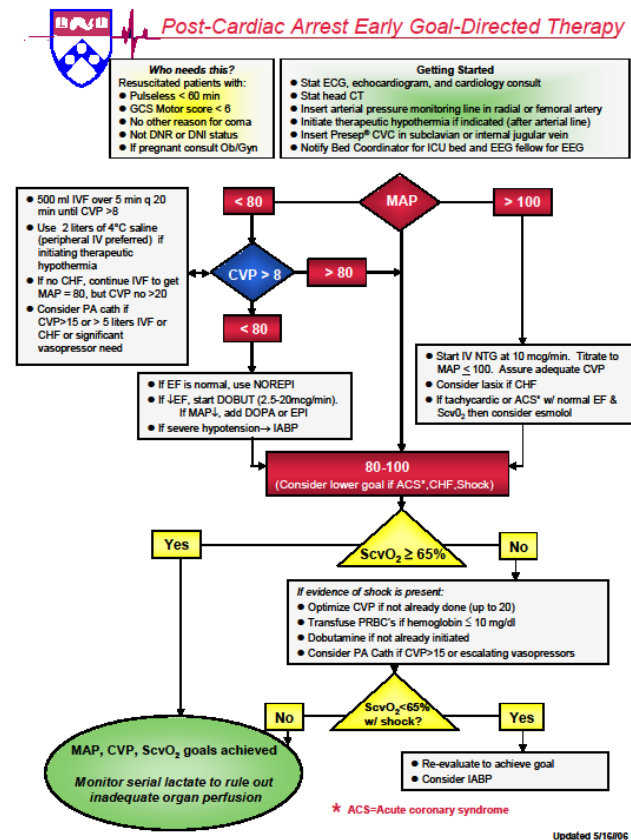 Post-Cardiac Arrest Early Goal-Directed Therapy
Who needs this?
Resuscitated patients with:
● Pulseless < 60 min
● GCS Motor score < 6
● No other reason for coma
● Not DNR or DNI status
● If pregnant consult Ob/Gyn
Getting Started
● Stat ECG, echocardiogram, and cardiology consult
● Stat head CT
● Insert arterial pressure monitoring line in radial or femoral artery
● Initiate therapeutic hypothermia if indicated (after arterial line)
● Insert Presep® CVC in subclavian or internal jugular vein
● Notify Bed Coordinator for ICU bed and EEG fellow for EEG
● 500 ml IVF over 5 min q 20
min until CVP >8
● Use 2 liters of 4°C saline
(peripheral IV preferred) if
initiating therapeutic
hypothermia
● If no CHF, continue IVF to get
MAP = 80, but CVP no >20
● Consider PA cath if
CVP>15 or > 5 liters IVF or
CHF or significant
vasopressor need
< 80
MAP
> 100
CVP > 8
> 80
< 80
● If EF is normal, use NOREPI
● If ↓EF, start DOBUT (2.5-20mcg/min).
If MAP↓, add DOPA or EPI
● If severe hypotension→ IABP
● Start IV NTG at 10 mcg/min. Titrate to
MAP ≤ 100. Assure adequate CVP
● Consider lasix if CHF
● If tachycardic or ACS* w/ normal EF &
Scv0₂ then consider esmolol
80-100
(Consider lower goal if ACS*,CHF,Shock)
Yes
ScvO₂ ≥ 65%
No
If evidence of shock is present:
● Optimize CVP if not already done (up to 20)
● Transfuse PRBC's if hemoglobin ≤ 10 mg/dl
● Dobutamine if not already initiated
● Consider PA Cath if CVP>15 or escalating vasopressors
No
ScvO₂<65%
w/ shock?
Yes
MAP, CVP, ScvO₂ goals achieved
Monitor serial lactate to rule out
inadequate organ perfusion
● Re-evaluate to achieve goal
● Consider IABP
* ACS=Acute coronary syndrome
Updated 5/16//06